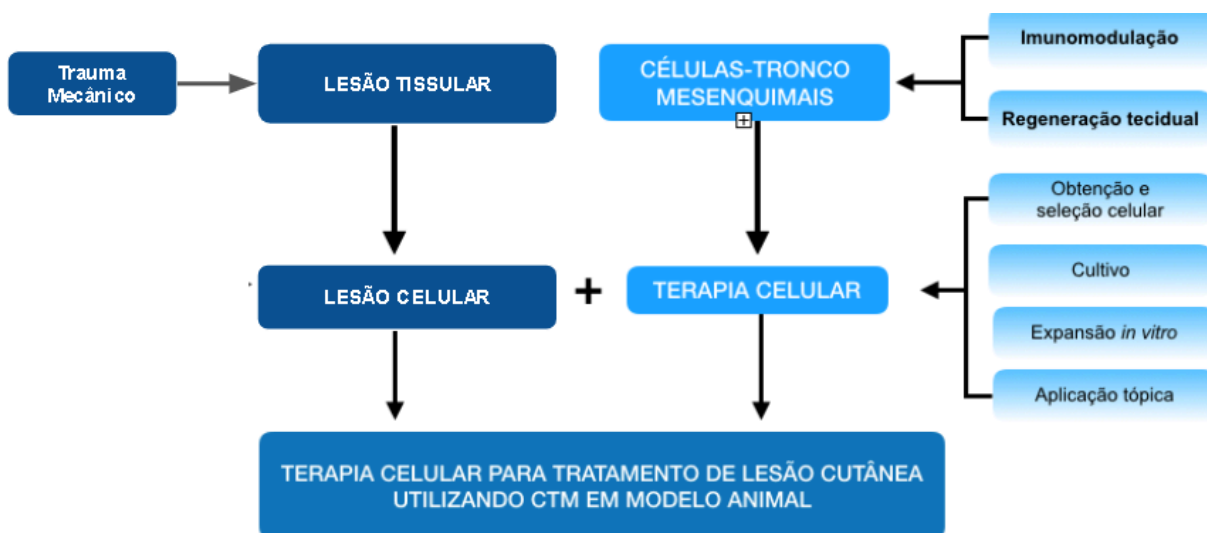 Trauma
Mecânico
LESÃO TISSULAR
CÉLULAS-TRONCO
MESENQUIMAIS
Imunomodulação
Regeneração tecidual
LESÃO CELULAR
+
TERAPIA CELULAR
Obtenção e
seleção celular
Cultivo
Expansão in vitro
Aplicação tópica
TERAPIA CELULAR PARA TRATAMENTO DE LESÃO CUTÂNEA
UTILIZANDO CTM EM MODELO ANIMAL